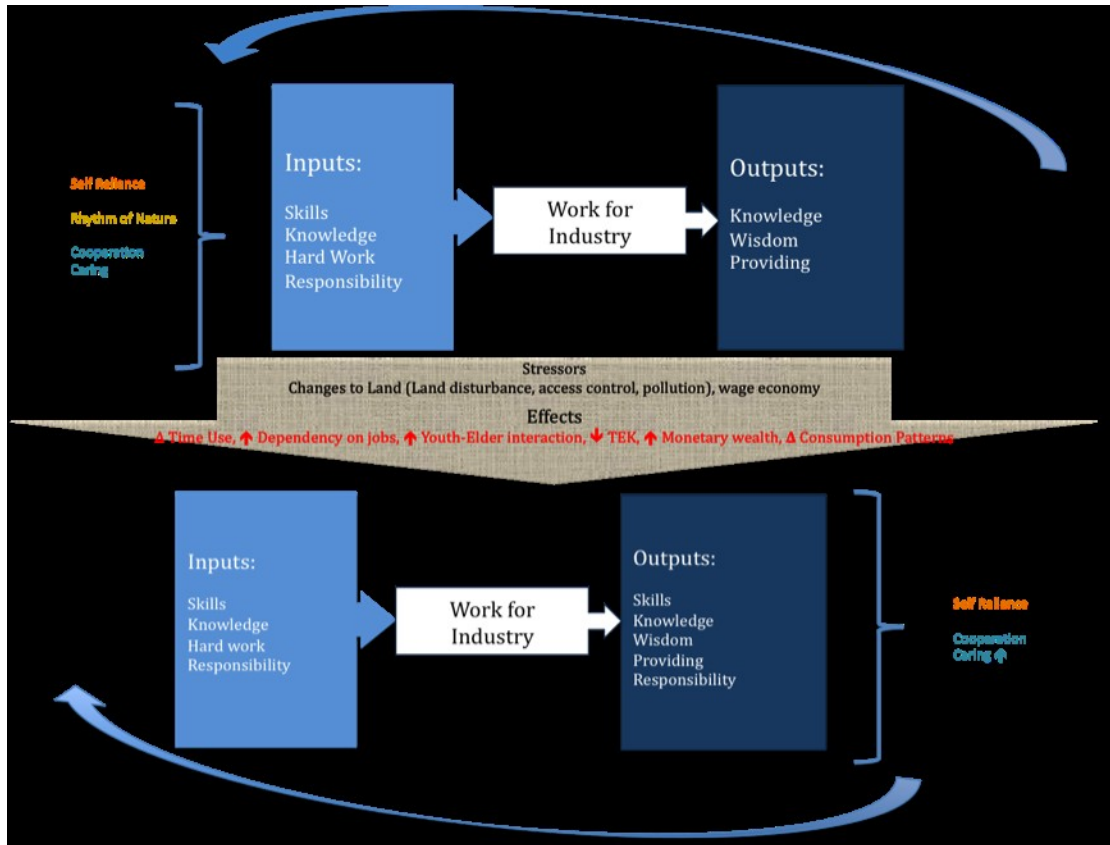 Self Reliance
Rhythm of Nature
Cooperation
Caring
Inputs:
Skills
Knowledge
Hard Work
Responsibility
Work for
Industry
Outputs:
Knowledge
Wisdom
Providing
Stressors
Changes to Land (Land disturbance, access control, pollution), wage economy
Effects
Δ Time Use, ↑ Dependency on jobs, ↑ Youth-Elder interaction, ↓ TEK, ↑ Monetary wealth, Δ Consumption Patterns
Inputs:
Skills
Knowledge
Hard work
Responsibility
Work for
Industry
Outputs:
Skills
Knowledge
Wisdom
Providing
Responsibility
Self Reliance
Cooperation
Caring ↑